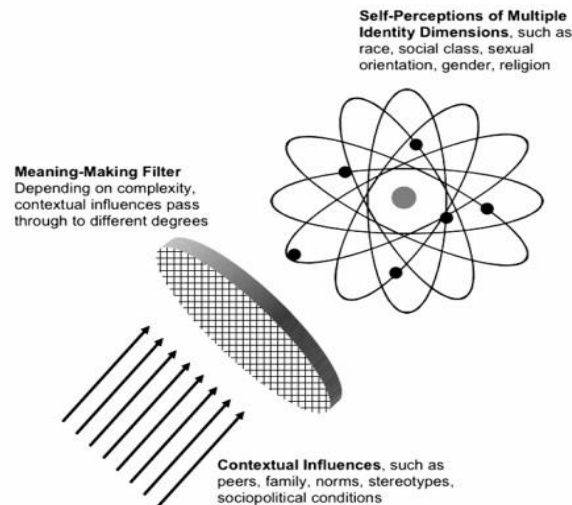 Self-Perceptions of Multiple
Identity Dimensions, such as
race, social class, sexual
orientation, gender, religion
Meaning-Making Filter
Depending on complexity,
contextual influences pass
through to different degrees
Contextual Influences, such as
peers, family, norms, stereotypes,
sociopolitical conditions